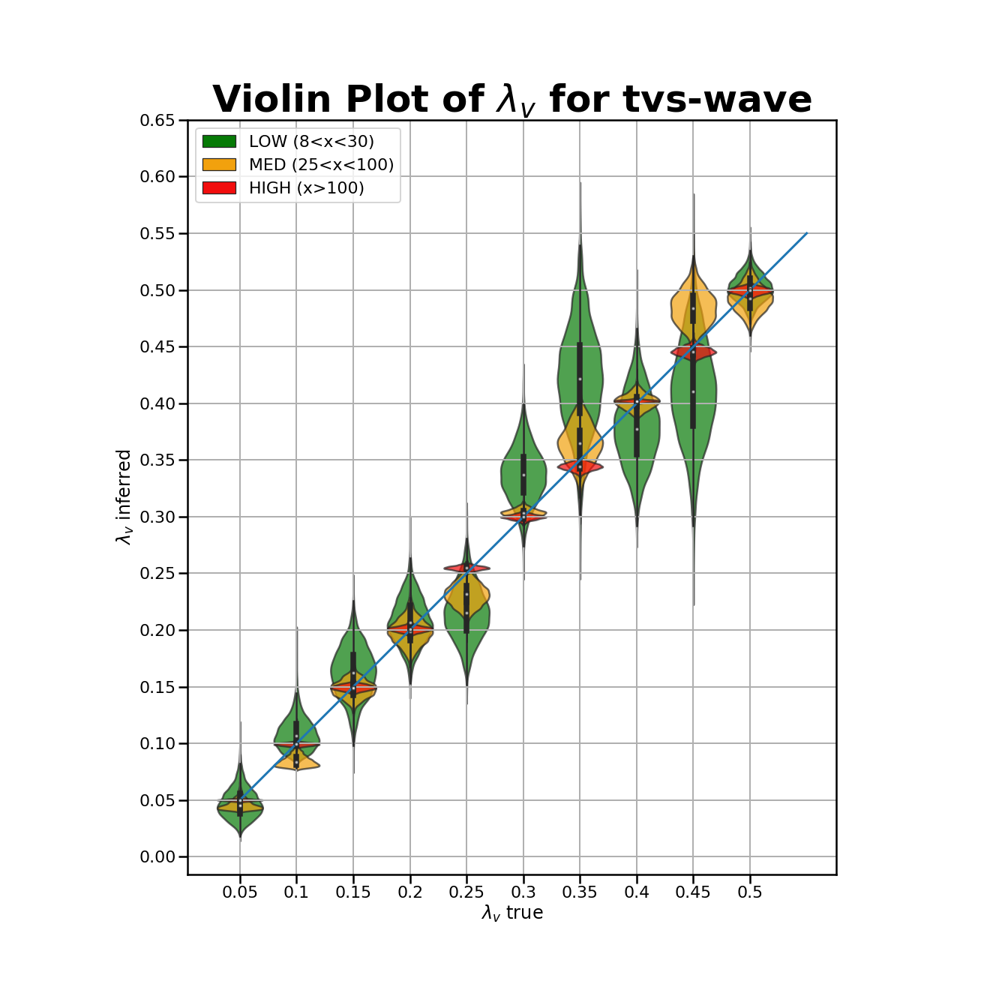 Violin Plot of λᵥ for tvs-wave
LOW (8<x<30)
MED (25<x<100)
HIGH (x>100)
0.65
0.60
0.55
0.50
0.45
0.40
0.35
0.30
0.25
0.20
0.15
0.10
0.05
0.00
λᵥ inferred
0.05 0.1 0.15 0.2 0.25 0.3 0.35 0.4 0.45 0.5
λᵥ true